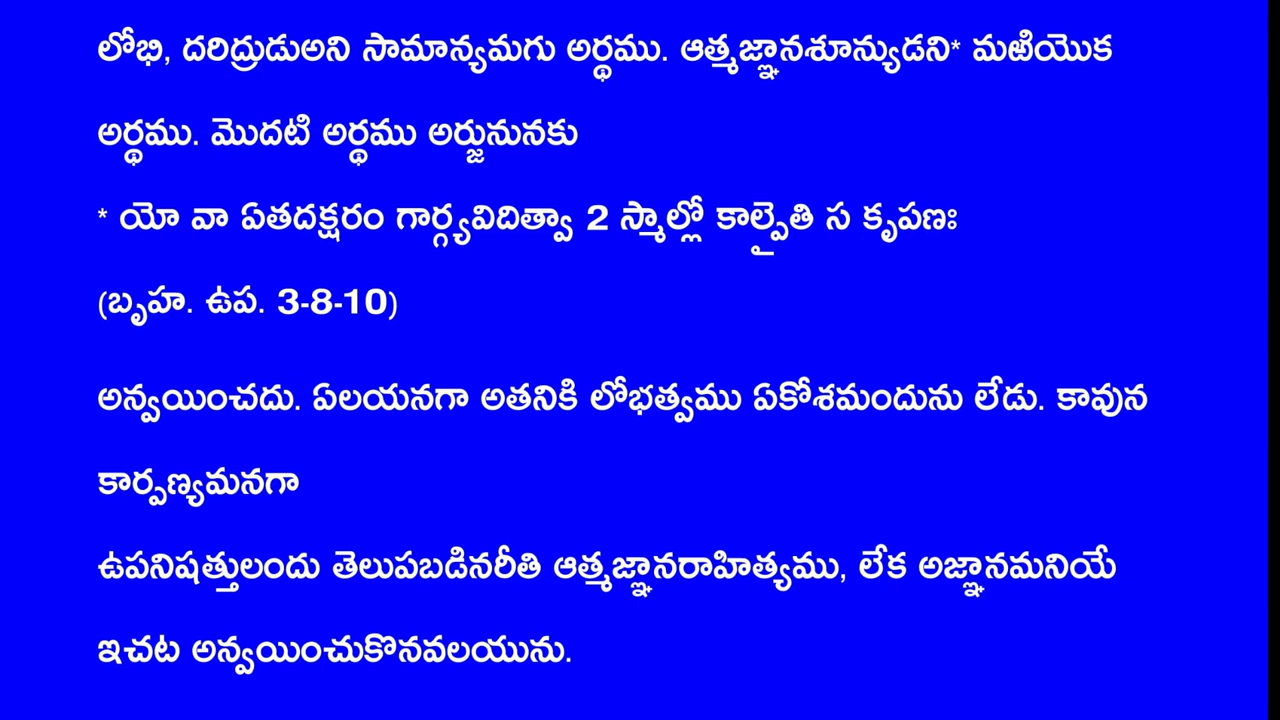 లోభి, దరిద్రుడుఅని సామాన్యమగు అర్థము. ఆత్మజ్ఞానశూన్యుడని* మఱియొక
అర్థము. మొదటి అర్థము అర్జునునకు
* యో వా ఏతదక్షరం గార్గ్యవిదిత్వా 2 స్మాల్లో కాల్ప్రైతి స కృపణః
(బృహ. ఉప. 3-8-10)
అన్వయించదు. ఏలయనగా అతనికి లోభత్వము ఏకోశమందును లేడు. కావున
కార్పణ్యమనగా
ఉపనిషత్తులందు తెలుపబడినరీతి ఆత్మజ్ఞానరాహిత్యము, లేక అజ్ఞానమనియే
ఇచట అన్వయించుకొనవలయును.